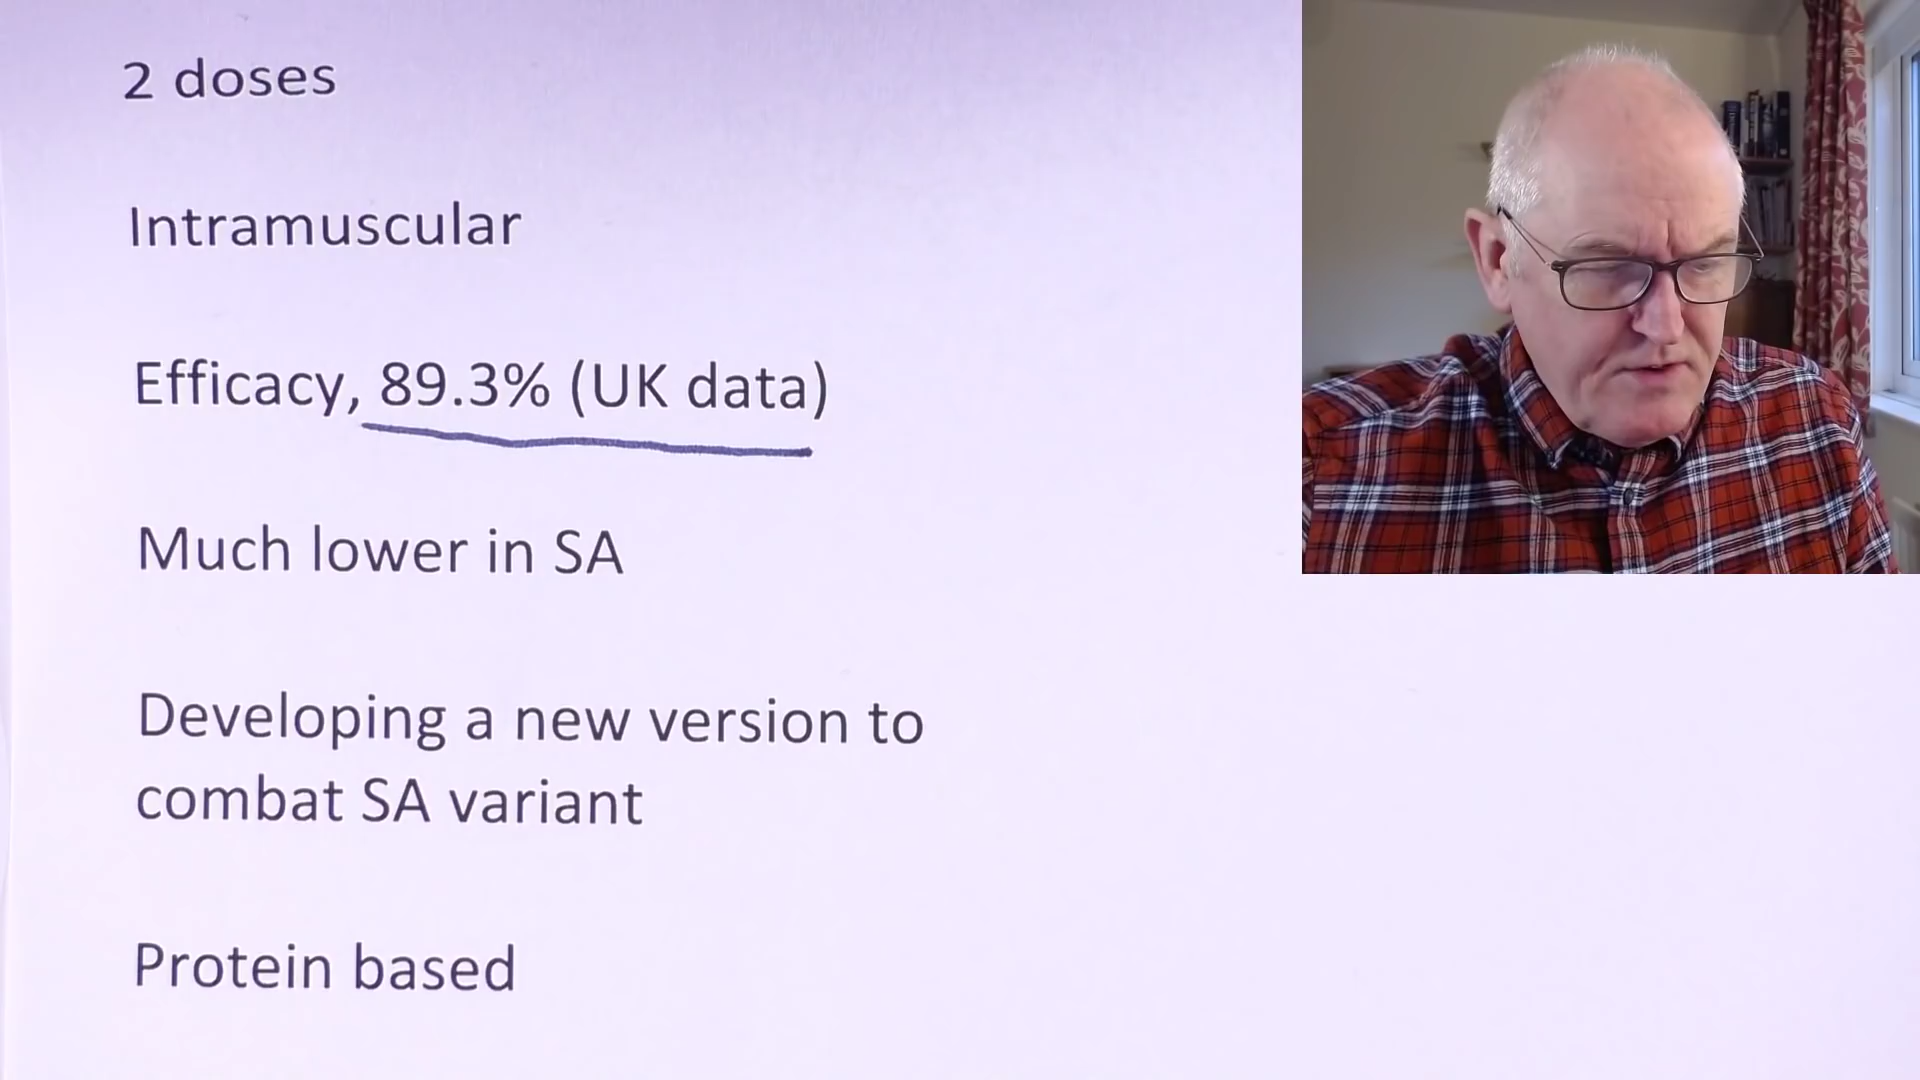 2 doses
Intramuscular
Efficacy, 89.3% (UK data)
Much lower in SA
Developing a new version to
combat SA variant
Protein based